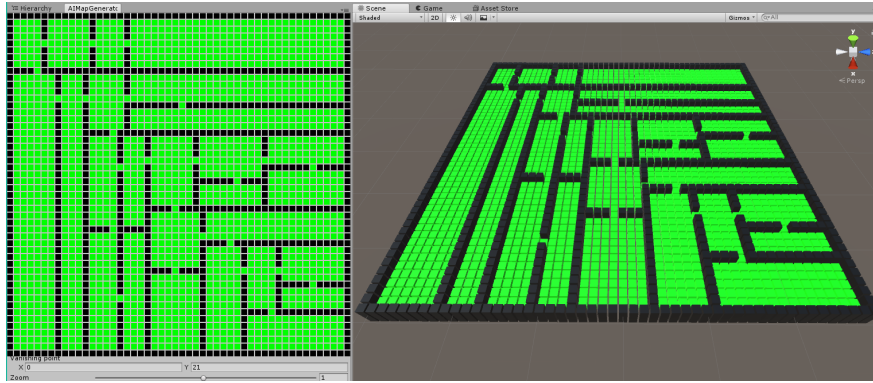 Hierarchy
AIMapGenerato
Scene
Game
Asset Store
Shaded
2D
Gizmos
All
y
x
Persp
Vanishing point
X 0
Y 21
Zoom
1